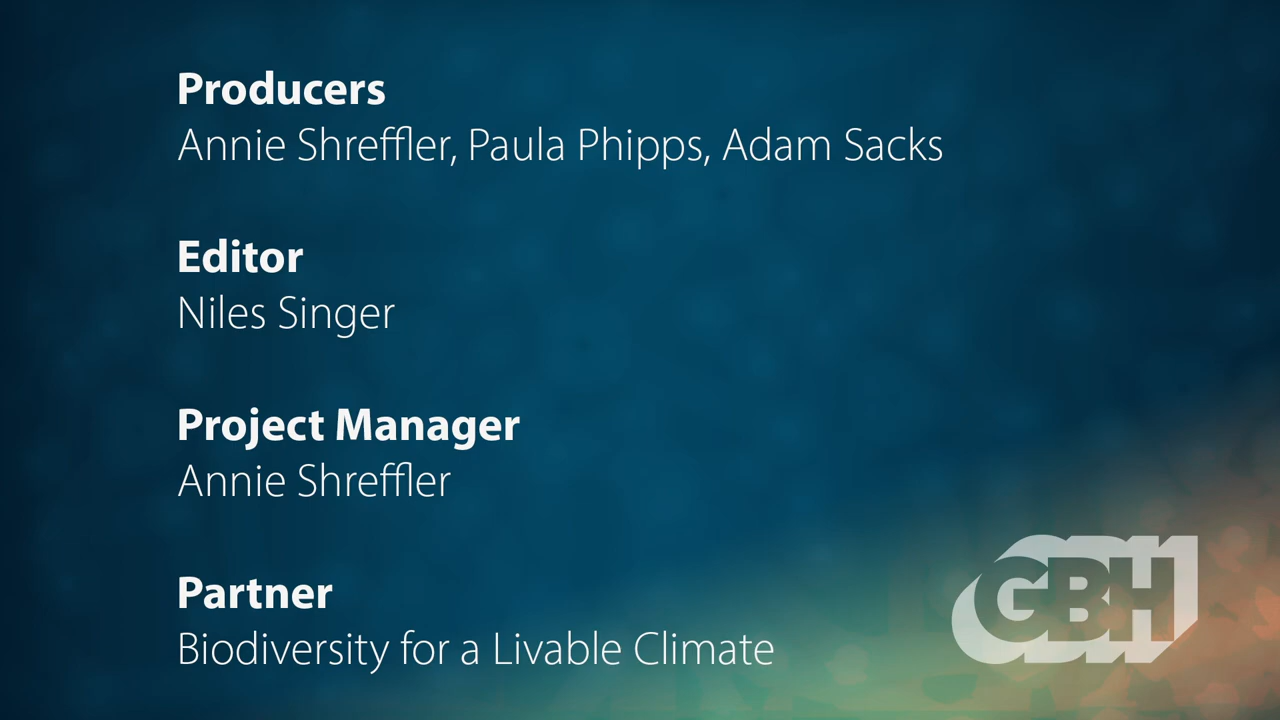 Producers
Annie Shreffler, Paula Phipps, Adam Sacks
Editor
Niles Singer
Project Manager
Annie Shreffler
Partner
Biodiversity for a Livable Climate
GBH